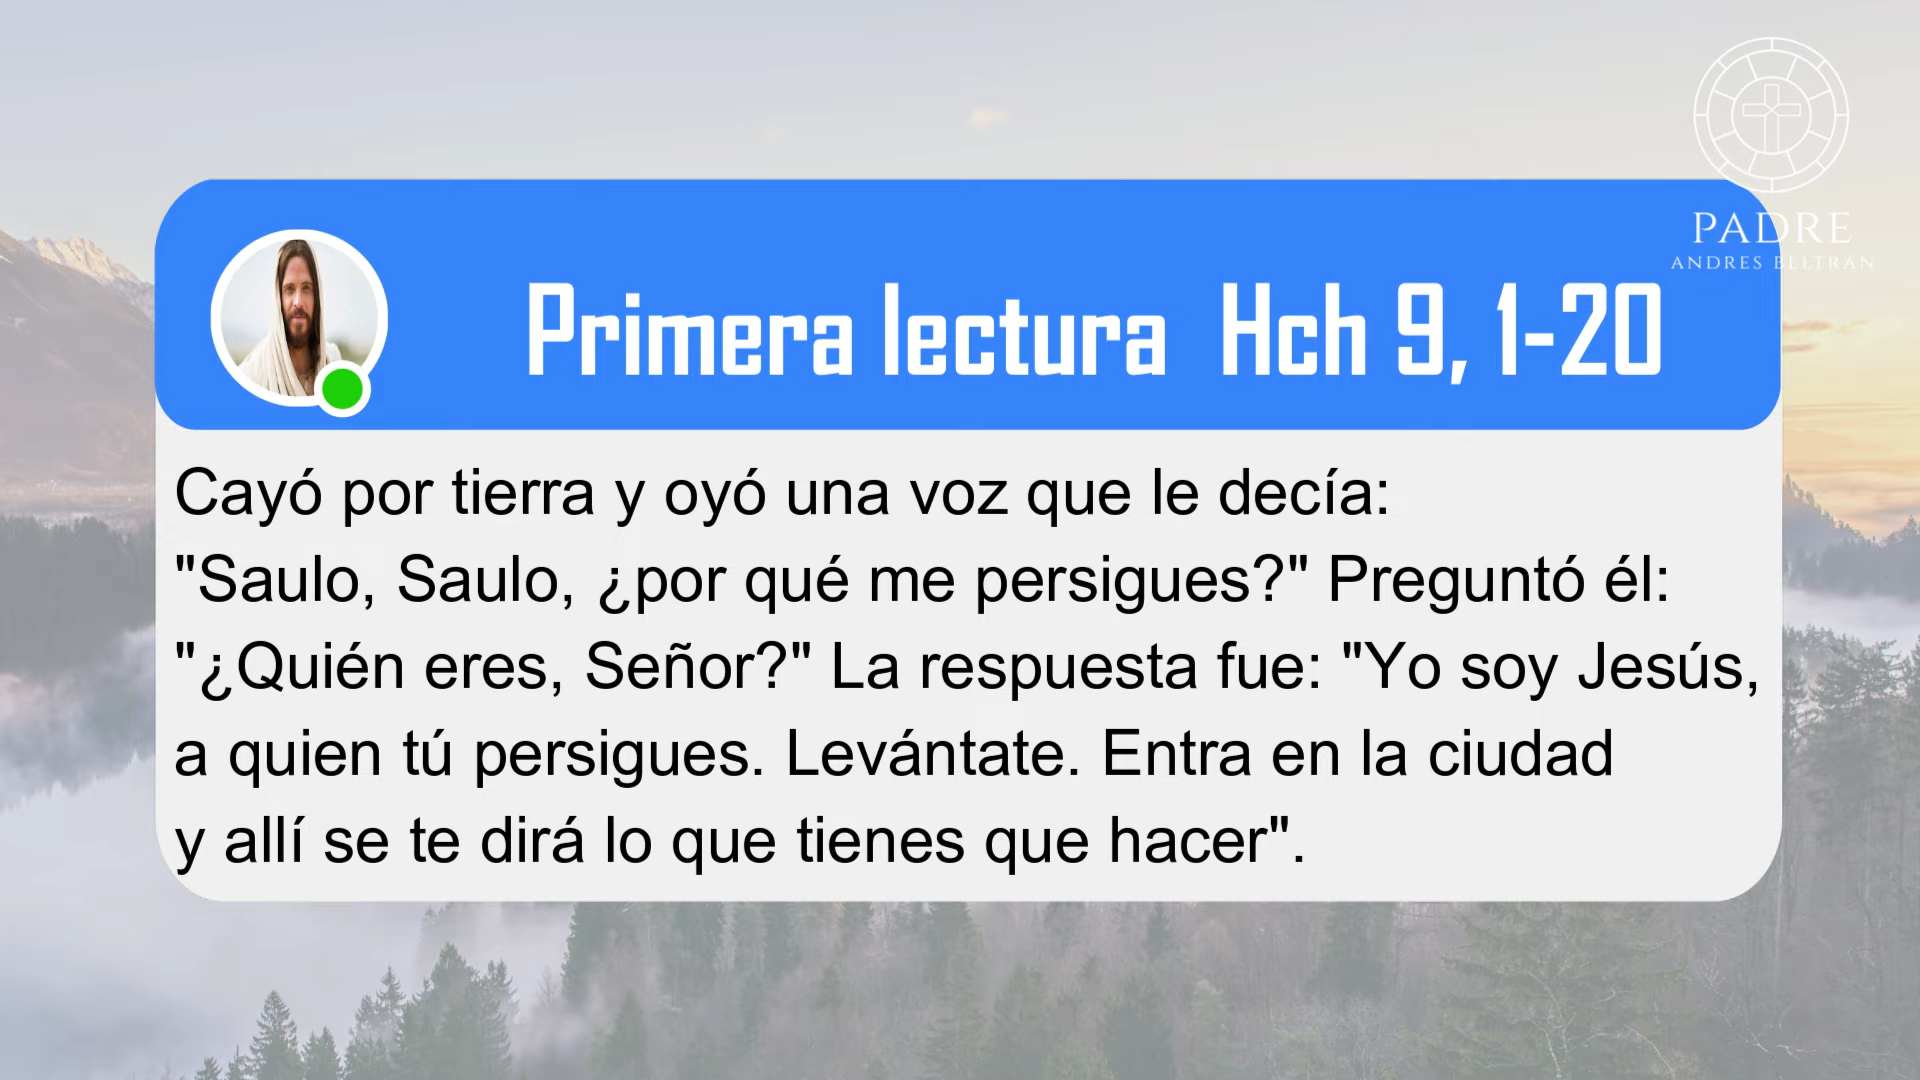 PADRE
ANDRES BELTRAN
Primera lectura Hch 9, 1-20
Cayó por tierra y oyó una voz que le decía:
"Saulo, Saulo, ¿por qué me persigues?" Preguntó él:
"¿Quién eres, Señor?" La respuesta fue: "Yo soy Jesús,
a quien tú persigues. Levántate. Entra en la ciudad
y allí se te dirá lo que tienes que hacer".